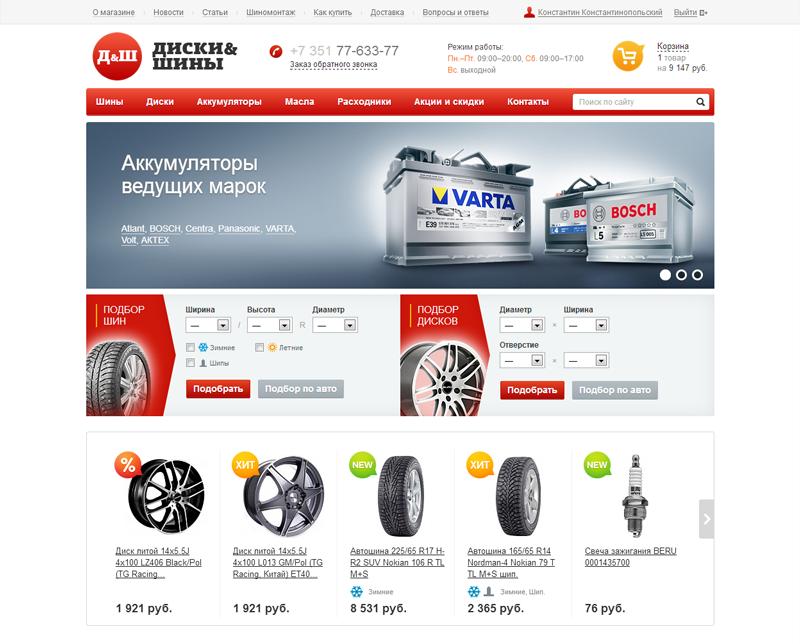 О магазине Новости Статьи Шиномонтаж Как купить Доставка Вопросы и ответы Константин Константинопольский Выйти
Д&Ш
ДИСКИ&
ШИНЫ
+7 351 77-633-77
Заказ обратного звонка
Режим работы:
Пн.–Пт. 09:00–20:00, Сб. 09:00–17:00
Вс. выходной
Корзина
1 товар
на 9 147 руб.
Шины Диски Аккумуляторы Масла Расходники Акции и скидки Контакты Поиск по сайту
Аккумуляторы
ведущих марок
Atlant, BOSCH, Centra, Panasonic, VARTA,
Volt, АКТЕХ
VARTA
E39
BO
BOSCH
L5
ПОДБОР
ШИН
Ширина Высота Диаметр
— / — R —
Зимние Летние
Шипы
Подобрать Подбор по авто
ПОДБОР
ДИСКОВ
Диаметр Ширина
— × —
Отверстие
— × —
Подобрать Подбор по авто
%
Диск литой 14x5.5J
4x100 LZ406 Black/Pol
(TG Racing...
1 921 руб.
ХИТ
Диск литой 14x5.5J
4x100 L013 GM/Pol (TG
Racing, Китай) ET40...
1 921 руб.
NEW
Автошина 225/65 R17 H-
R2 SUV Nokian 106 R TL
M+S
Зимние
8 531 руб.
ХИТ
Автошина 165/65 R14
Nordman-4 Nokian 79 T
TL M+S шип.
Зимние, Шип.
2 365 руб.
NEW
Свеча зажигания BERU
0001435700
76 руб.